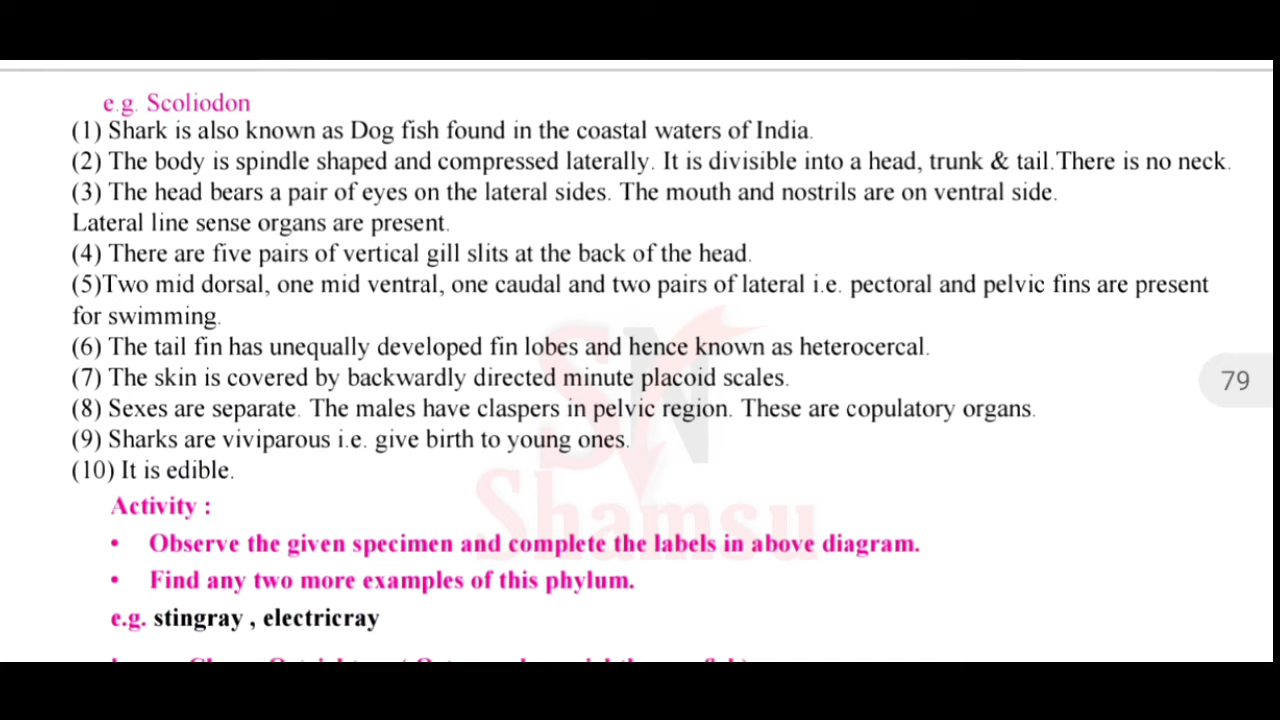 e.g. Scoliodon
(1) Shark is also known as Dog fish found in the coastal waters of India.
(2) The body is spindle shaped and compressed laterally. It is divisible into a head, trunk & tail.There is no neck.
(3) The head bears a pair of eyes on the lateral sides. The mouth and nostrils are on ventral side.
Lateral line sense organs are present.
(4) There are five pairs of vertical gill slits at the back of the head.
(5)Two mid dorsal, one mid ventral, one caudal and two pairs of lateral i.e. pectoral and pelvic fins are present
for swimming.
(6) The tail fin has unequally developed fin lobes and hence known as heterocercal.
79
(7) The skin is covered by backwardly directed minute placoid scales.
(8) Sexes are separate. The males have claspers in pelvic region. These are copulatory organs.
(9) Sharks are viviparous i.e. give birth to young ones.
(10) It is edible.
SN
Shamsu
Activity :
• Observe the given specimen and complete the labels in above diagram.
• Find any two more examples of this phylum.
e.g. stingray , electricray